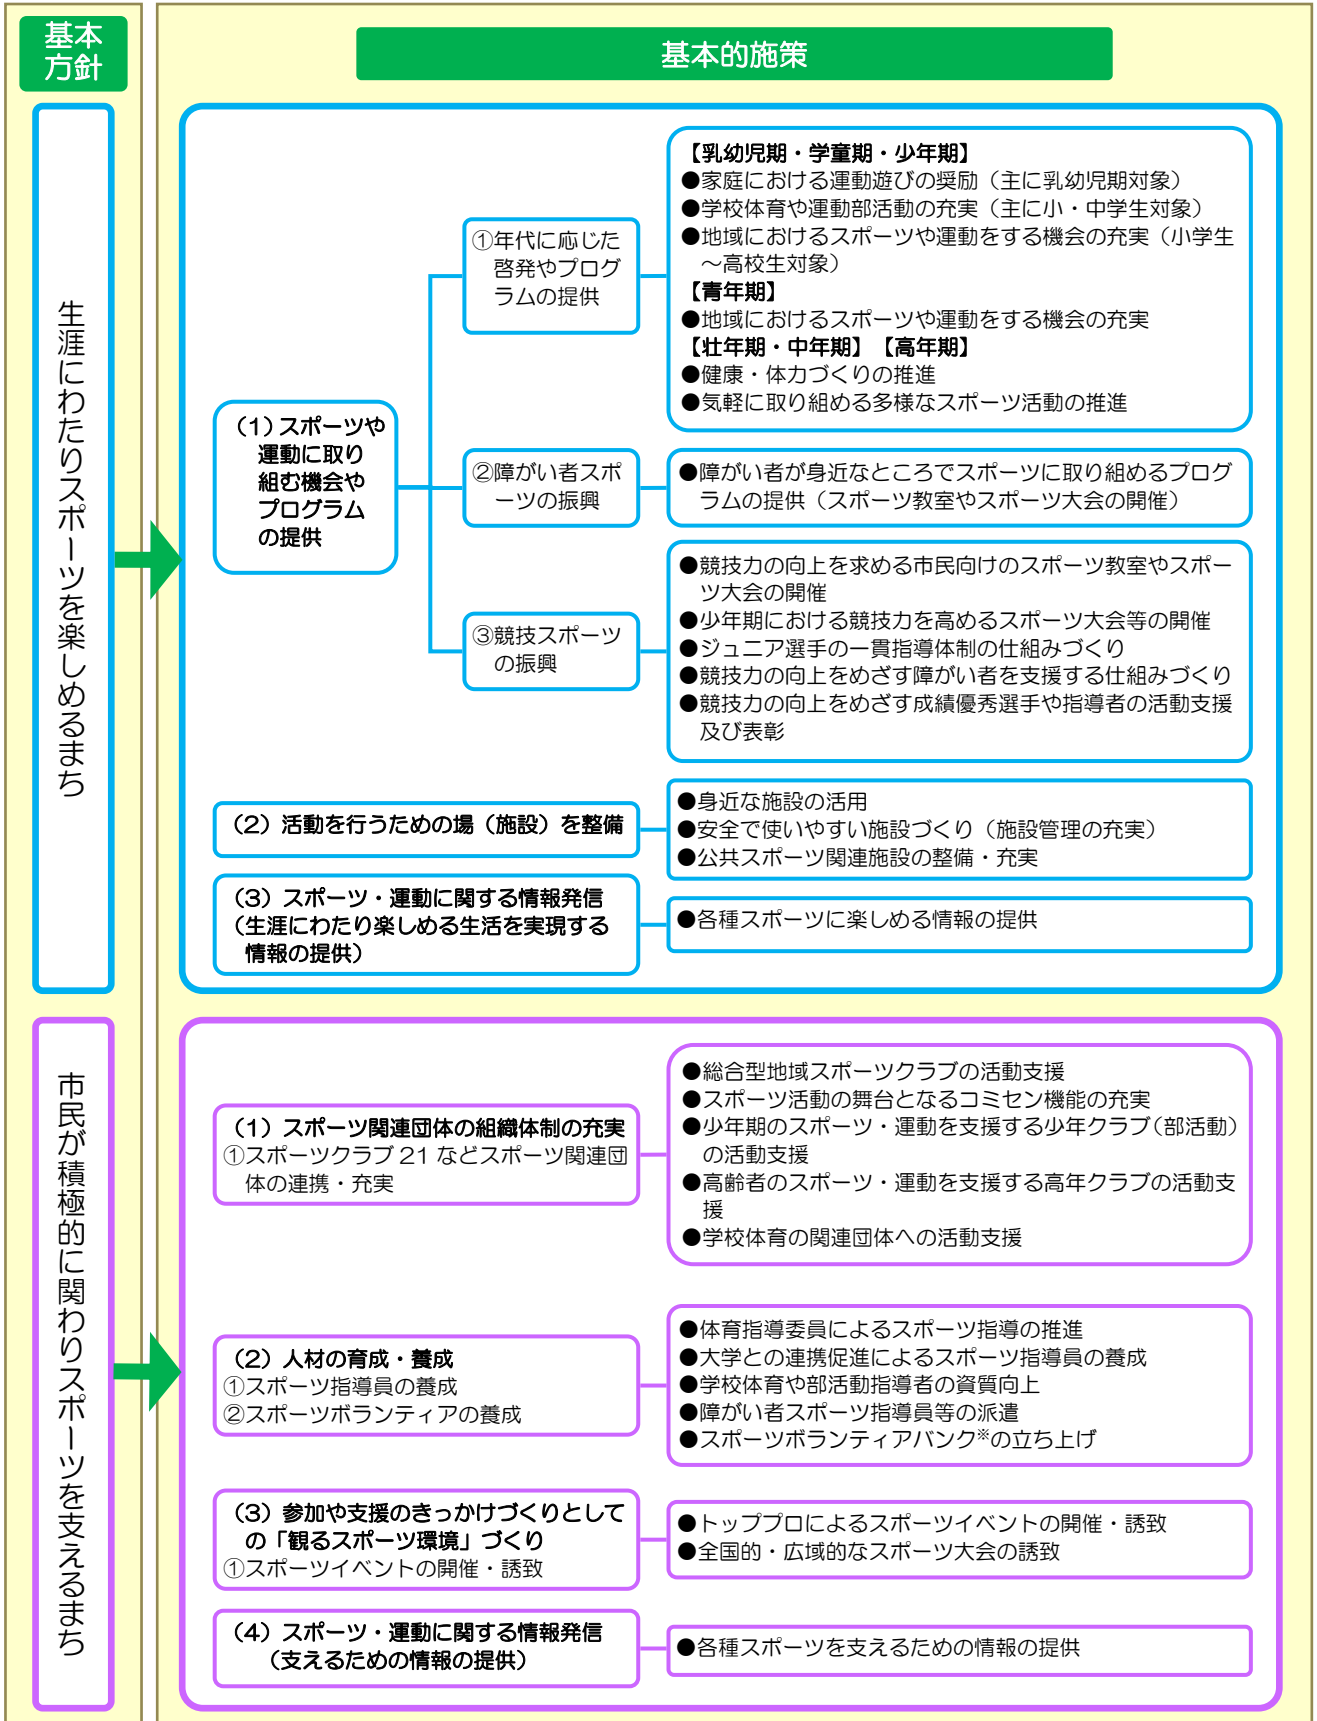 基本
方針
基本的施策
生涯にわたりスポーツを楽しめるまち
(1)スポーツや
運動に取り
組む機会や
プログラム
の提供
①年代に応じた
啓発やプログ
ラムの提供
【乳幼児期・学童期・少年期】
●家庭における運動遊びの奨励（主に乳幼児期対象）
●学校体育や運動部活動の充実（主に小・中学生対象）
●地域におけるスポーツや運動をする機会の充実（小学生
～高校生対象）
【青年期】
●地域におけるスポーツや運動をする機会の充実
【壮年期・中年期】【高年期】
●健康・体力づくりの推進
●気軽に取り組める多様なスポーツ活動の推進
②障がい者スポ
ーツの振興
●障がい者が身近なところでスポーツに取り組めるプログ
ラムの提供（スポーツ教室やスポーツ大会の開催）
③競技スポーツ
の振興
●競技力の向上を求める市民向けのスポーツ教室やスポー
ツ大会の開催
●少年期における競技力を高めるスポーツ大会等の開催
●ジュニア選手の一貫指導体制の仕組みづくり
●競技力の向上をめざす障がい者を支援する仕組みづくり
●競技力の向上をめざす成績優秀選手や指導者の活動支援
及び表彰
（2）活動を行うための場（施設）を整備
●身近な施設の活用
●安全で使いやすい施設づくり（施設管理の充実）
●公共スポーツ関連施設の整備・充実
（3）スポーツ・運動に関する情報発信
（生涯にわたり楽しめる生活を実現する
情報の提供）
●各種スポーツに楽しめる情報の提供
市民が積極的に関わりスポーツを支えるまち
（1）スポーツ関連団体の組織体制の充実
①スポーツクラブ 21 などスポーツ関連団
体の連携・充実
●総合型地域スポーツクラブの活動支援
●スポーツ活動の舞台となるコミセン機能の充実
●少年期のスポーツ・運動を支援する少年クラブ（部活動）
の活動支援
●高齢者のスポーツ・運動を支援する高年クラブの活動支
援
●学校体育の関連団体への活動支援
（2）人材の育成・養成
①スポーツ指導員の養成
②スポーツボランティアの養成
●体育指導委員によるスポーツ指導の推進
●大学との連携促進によるスポーツ指導員の養成
●学校体育や部活動指導者の資質向上
●障がい者スポーツ指導員等の派遣
●スポーツボランティアバンク※の立ち上げ
（3）参加や支援のきっかけづくりとして
の「観るスポーツ環境」づくり
①スポーツイベントの開催・誘致
●トッププロによるスポーツイベントの開催・誘致
●全国的・広域的なスポーツ大会の誘致
（4）スポーツ・運動に関する情報発信
（支えるための情報の提供）
●各種スポーツを支えるための情報の提供